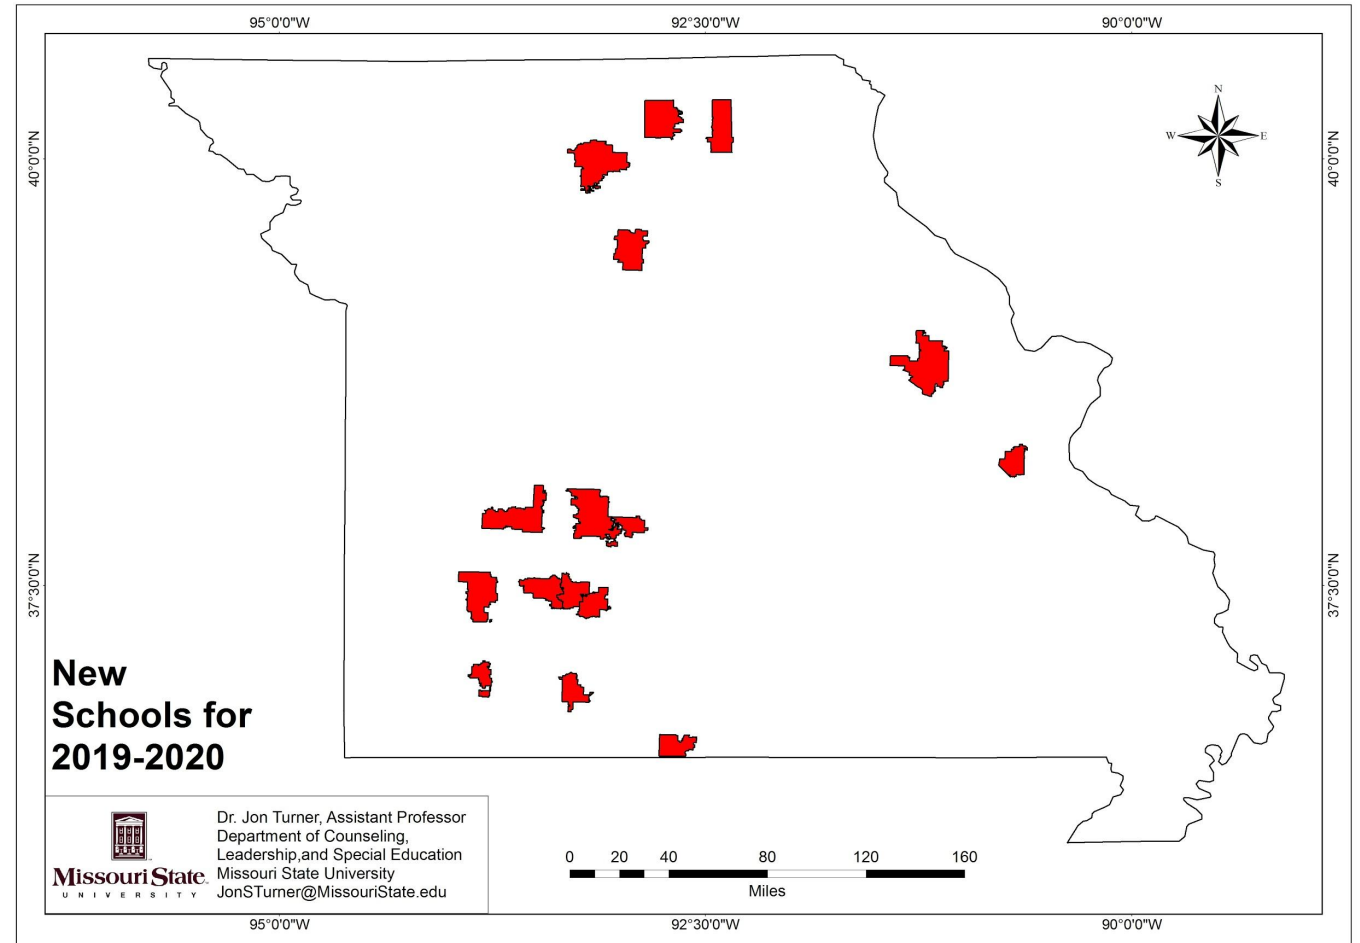 95°0'0"W
92°30'0"W
90°0'0"W
N
W
E
S
40°0'0"N
40°0'0"N
37°30'0"N
37°30'0"N
New
Schools for
2019-2020
Missouri State
UNIVERSITY
Dr. Jon Turner, Assistant Professor
Department of Counseling,
Leadership,and Special Education
Missouri State University
JonSTurner@MissouriState.edu
0 20 40 80 120 160
Miles
95°0'0"W
92°30'0"W
90°0'0"W